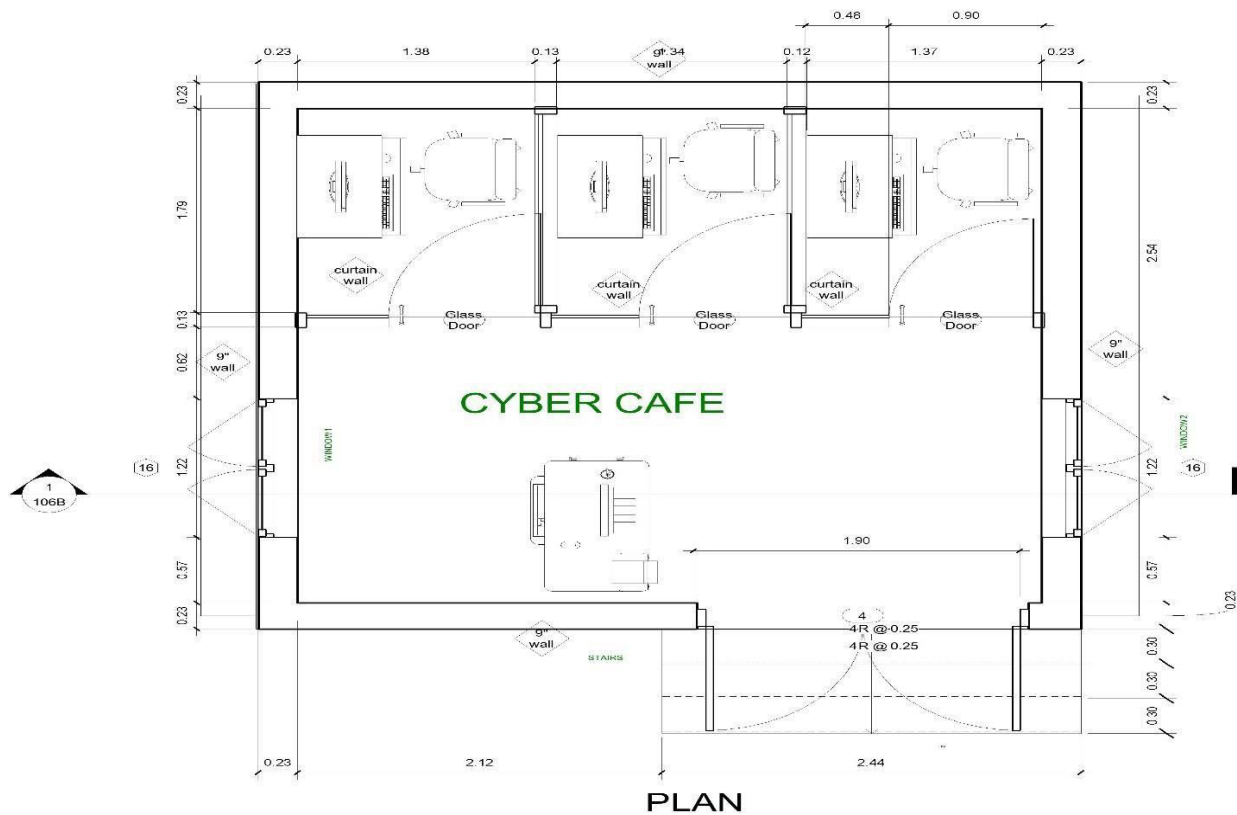 0.48
0.90
0.23
1.38
0.13
1.34
0.12
1.37
0.23
wall
0.23
0.23
1.79
2.54
curtain
wall
curtain
wall
curtain
wall
0.13
Glass
Door
Glass
Door
Glass
Door
9"
wall
0.62
9"
wall
CYBER CAFE
WINDOW1
WINDOW2
16
1.22
1.22
16
1
106B
1.90
0.57
0.57
0.23
4
4R @ 0.25
4R @ 0.25
0.23
9"
wall
STAIRS
0.30
0.30
0.30
0.23
2.12
2.44
PLAN